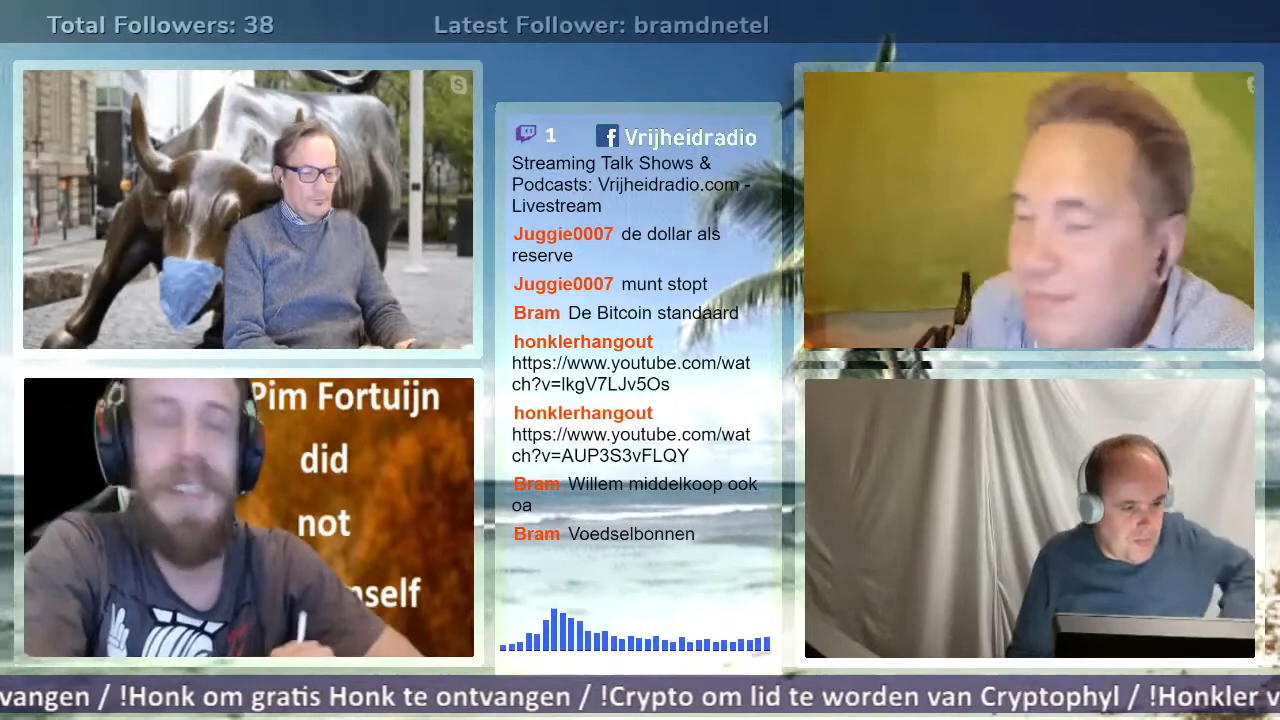 Total Followers: 38
Latest Follower: bramdnetel
1
Vrijheidradio
Streaming Talk Shows &
Podcasts: Vrijheidradio.com -
Livestream
Juggie0007 de dollar als
reserve
Juggie0007 munt stopt
Bram De Bitcoin standaard
honklerhangout
https://www.youtube.com/wat
ch?v=lkgV7LJv5Os
honklerhangout
https://www.youtube.com/wat
ch?v=AUP3S3vFLQY
Bram Willem middelkoop ook
oa
Bram Voedselbonnen
Pim Fortuijn
did
not
vangen / !Honk om gratis Honk te ontvangen / !Crypto om lid te worden van Cryptophyl / !Honkler v